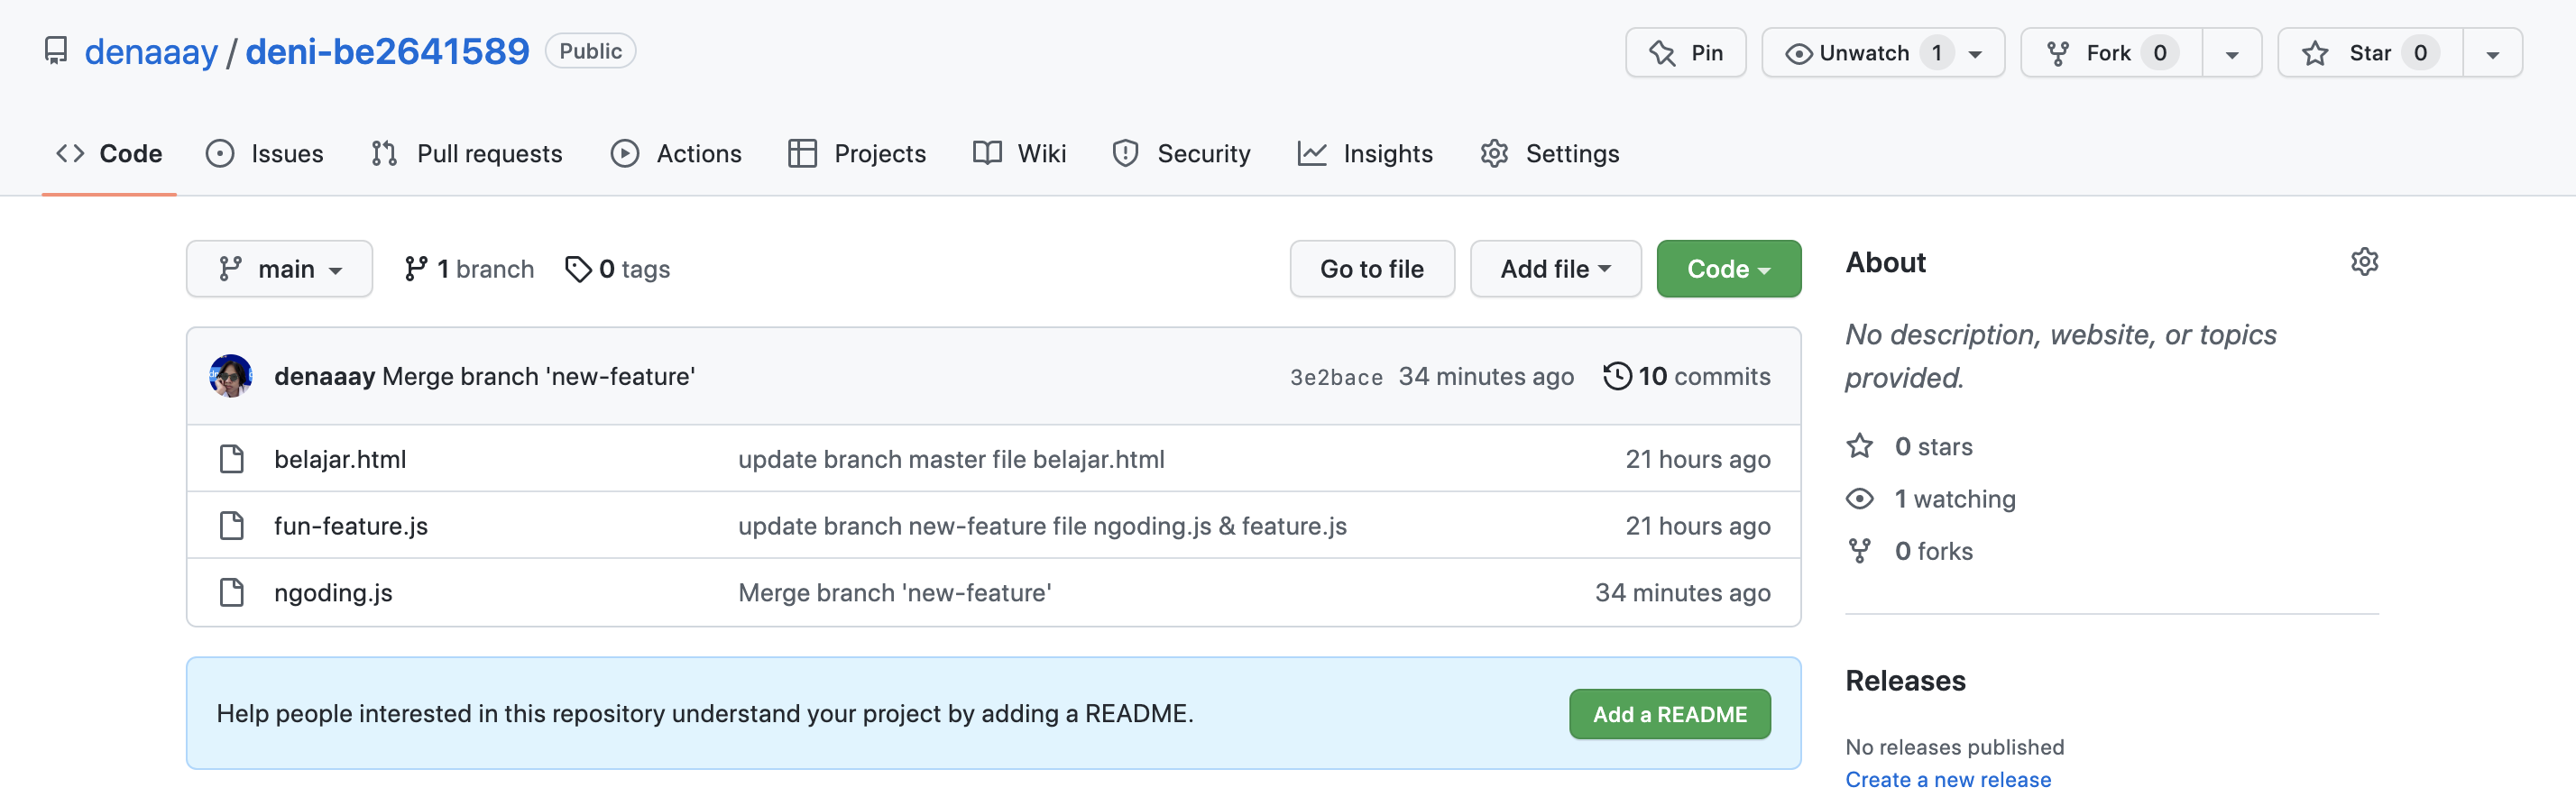 denaaay / deni-be2641589 Public
Pin Unwatch 1 Fork 0 Star 0
Code Issues Pull requests Actions Projects Wiki Security Insights Settings
main 1 branch 0 tags Go to file Add file Code
denaaay Merge branch 'new-feature' 3e2bace 34 minutes ago 10 commits
belajar.html update branch master file belajar.html 21 hours ago
fun-feature.js update branch new-feature file ngoding.js & feature.js 21 hours ago
ngoding.js Merge branch 'new-feature' 34 minutes ago
Help people interested in this repository understand your project by adding a README. Add a README
About
No description, website, or topics
provided.
0 stars
1 watching
0 forks
Releases
No releases published
Create a new release